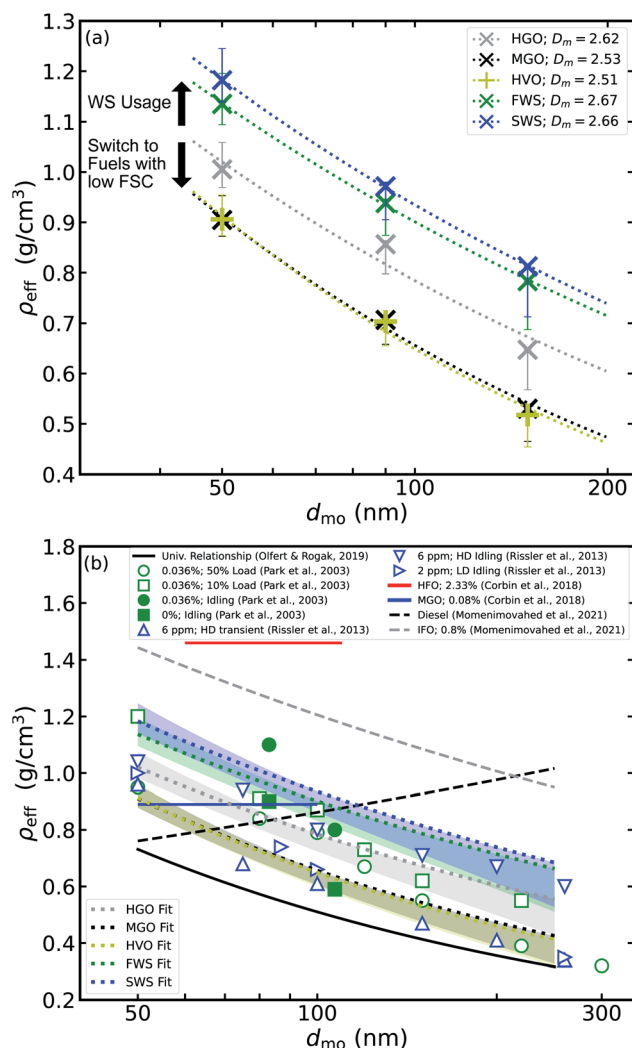 (a)
HGO; Dm = 2.62
MGO; Dm = 2.53
HVO; Dm = 2.51
FWS; Dm = 2.67
SWS; Dm = 2.66
WS Usage
Switch to
Fuels with
low FSC
1.3
1.2
1.1
1.0
0.9
0.8
0.7
0.6
0.5
0.4
ρeff (g/cm³)
50
100
200
dmo (nm)
(b)
Univ. Relationship (Olfert & Rogak, 2019)
0.036%; 50% Load (Park et al., 2003)
0.036%; 10% Load (Park et al., 2003)
0.036%; Idling (Park et al., 2003)
0%; Idling (Park et al., 2003)
6 ppm; HD transient (Rissler et al., 2013)
6 ppm; HD Idling (Rissler et al., 2013)
2 ppm; LD Idling (Rissler et al., 2013)
HFO; 2.33% (Corbin et al., 2018)
MGO; 0.08% (Corbin et al., 2018)
Diesel (Momenimovahed et al., 2021)
IFO; 0.8% (Momenimovahed et al., 2021)
1.8
1.6
1.4
1.2
1.0
0.8
0.6
0.4
0.2
ρeff (g/cm³)
HGO Fit
MGO Fit
HVO Fit
FWS Fit
SWS Fit
50
100
300
dmo (nm)